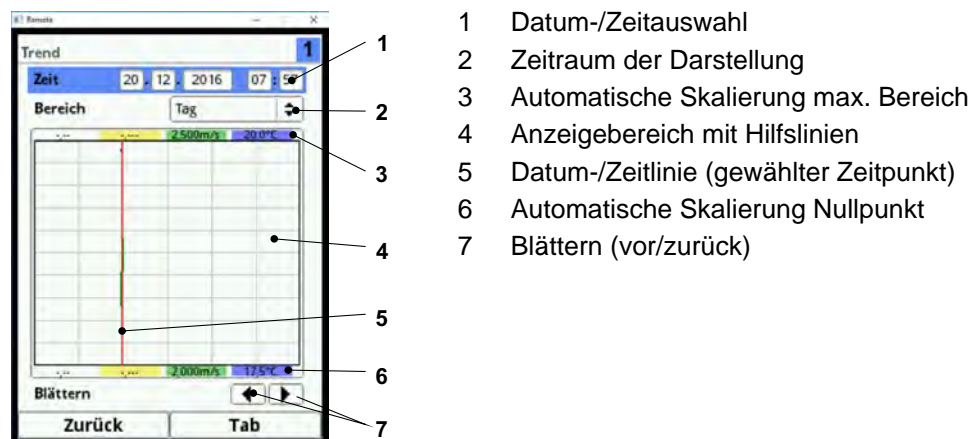 Remote
Trend
1
Zeit 20 . 12 . 2016 07 : 57
Bereich Tag
-,-- -,--- 2,500m/s 20.0°C
-,-- -,--- 2,000m/s 17,5°C
Blättern
Zurück Tab
1
2
3
4
5
6
7
1 Datum-/Zeitauswahl
2 Zeitraum der Darstellung
3 Automatische Skalierung max. Bereich
4 Anzeigebereich mit Hilfslinien
5 Datum-/Zeitlinie (gewählter Zeitpunkt)
6 Automatische Skalierung Nullpunkt
7 Blättern (vor/zurück)